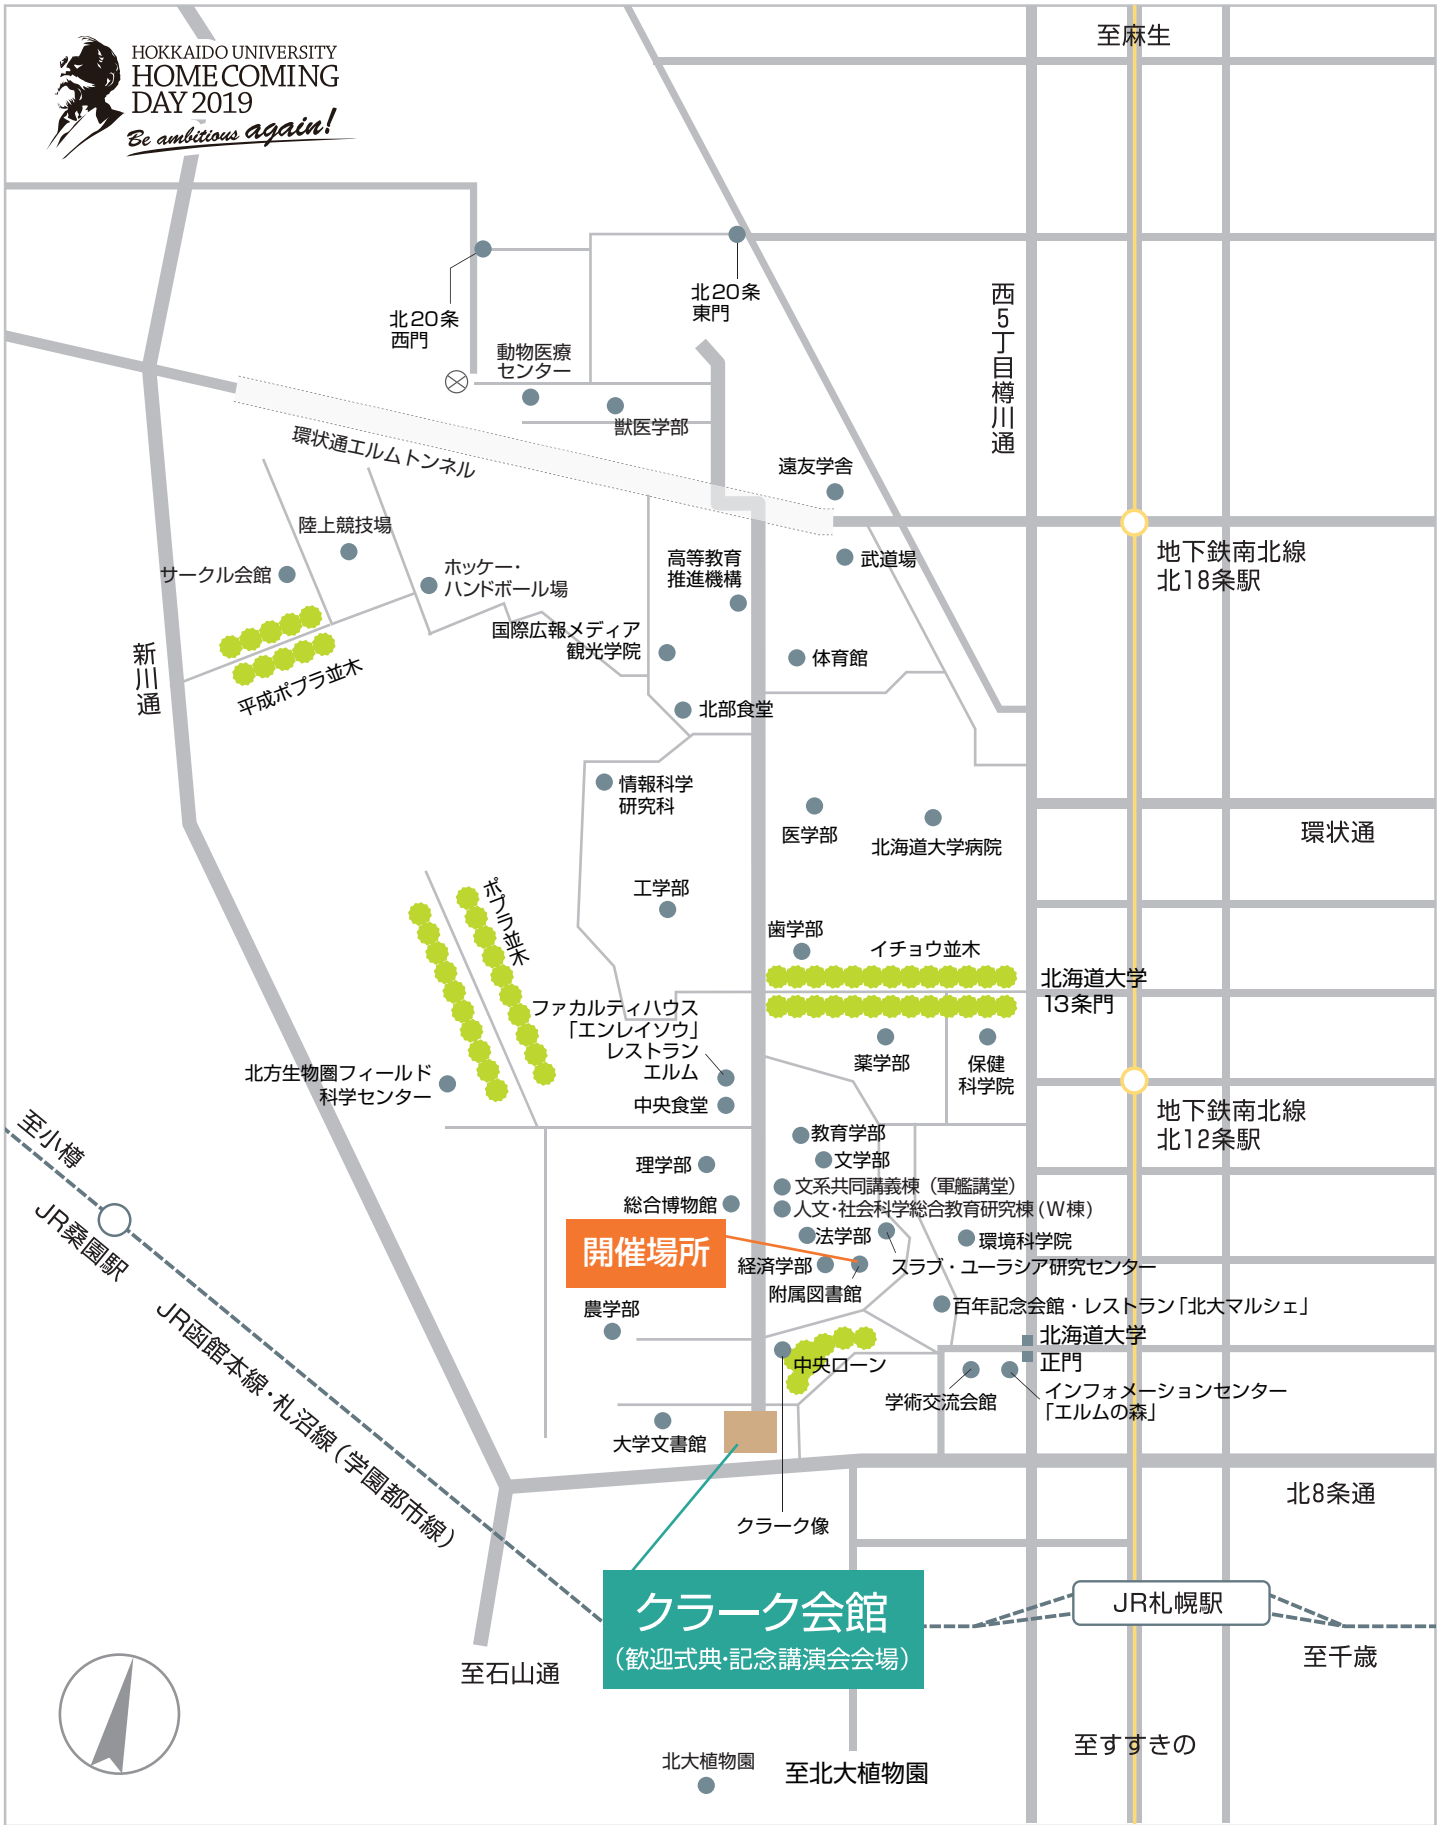 HOKKAIDO UNIVERSITY
HOME COMING
DAY 2019
Be ambitious again!
至麻生
北20条
西門
北20条
東門
西5丁目樽川通
動物医療
センター
獣医学部
環状通エルムトンネル
遠友学舎
陸上競技場
サークル会館
ホッケー・
ハンドボール場
高等教育
推進機構
武道場
地下鉄南北線
北18条駅
国際広報メディア
観光学院
体育館
新川通
平成ポプラ並木
北部食堂
情報科学
研究科
医学部
北海道大学病院
環状通
工学部
ポプラ並木
歯学部
イチョウ並木
北海道大学
13条門
ファカルティハウス
「エンレイソウ」
レストラン
エルム
薬学部
保健
科学院
北方生物圏フィールド
科学センター
中央食堂
地下鉄南北線
北12条駅
至小樽
JR桑園駅
教育学部
文学部
理学部
文系共同講義棟（軍艦講堂）
総合博物館
人文・社会科学総合教育研究棟(W棟)
法学部
環境科学院
開催場所
経済学部
スラブ・ユーラシア研究センター
附属図書館
農学部
百年記念会館・レストラン「北大マルシェ」
北海道大学
正門
中央ローン
学術交流会館
インフォメーションセンター
「エルムの森」
JR函館本線・札沼線（学園都市線）
大学文書館
北8条通
クラーク像
クラーク会館
（歓迎式典・記念講演会会場）
JR札幌駅
至石山通
至千歳
至すすきの
北大植物園
至北大植物園